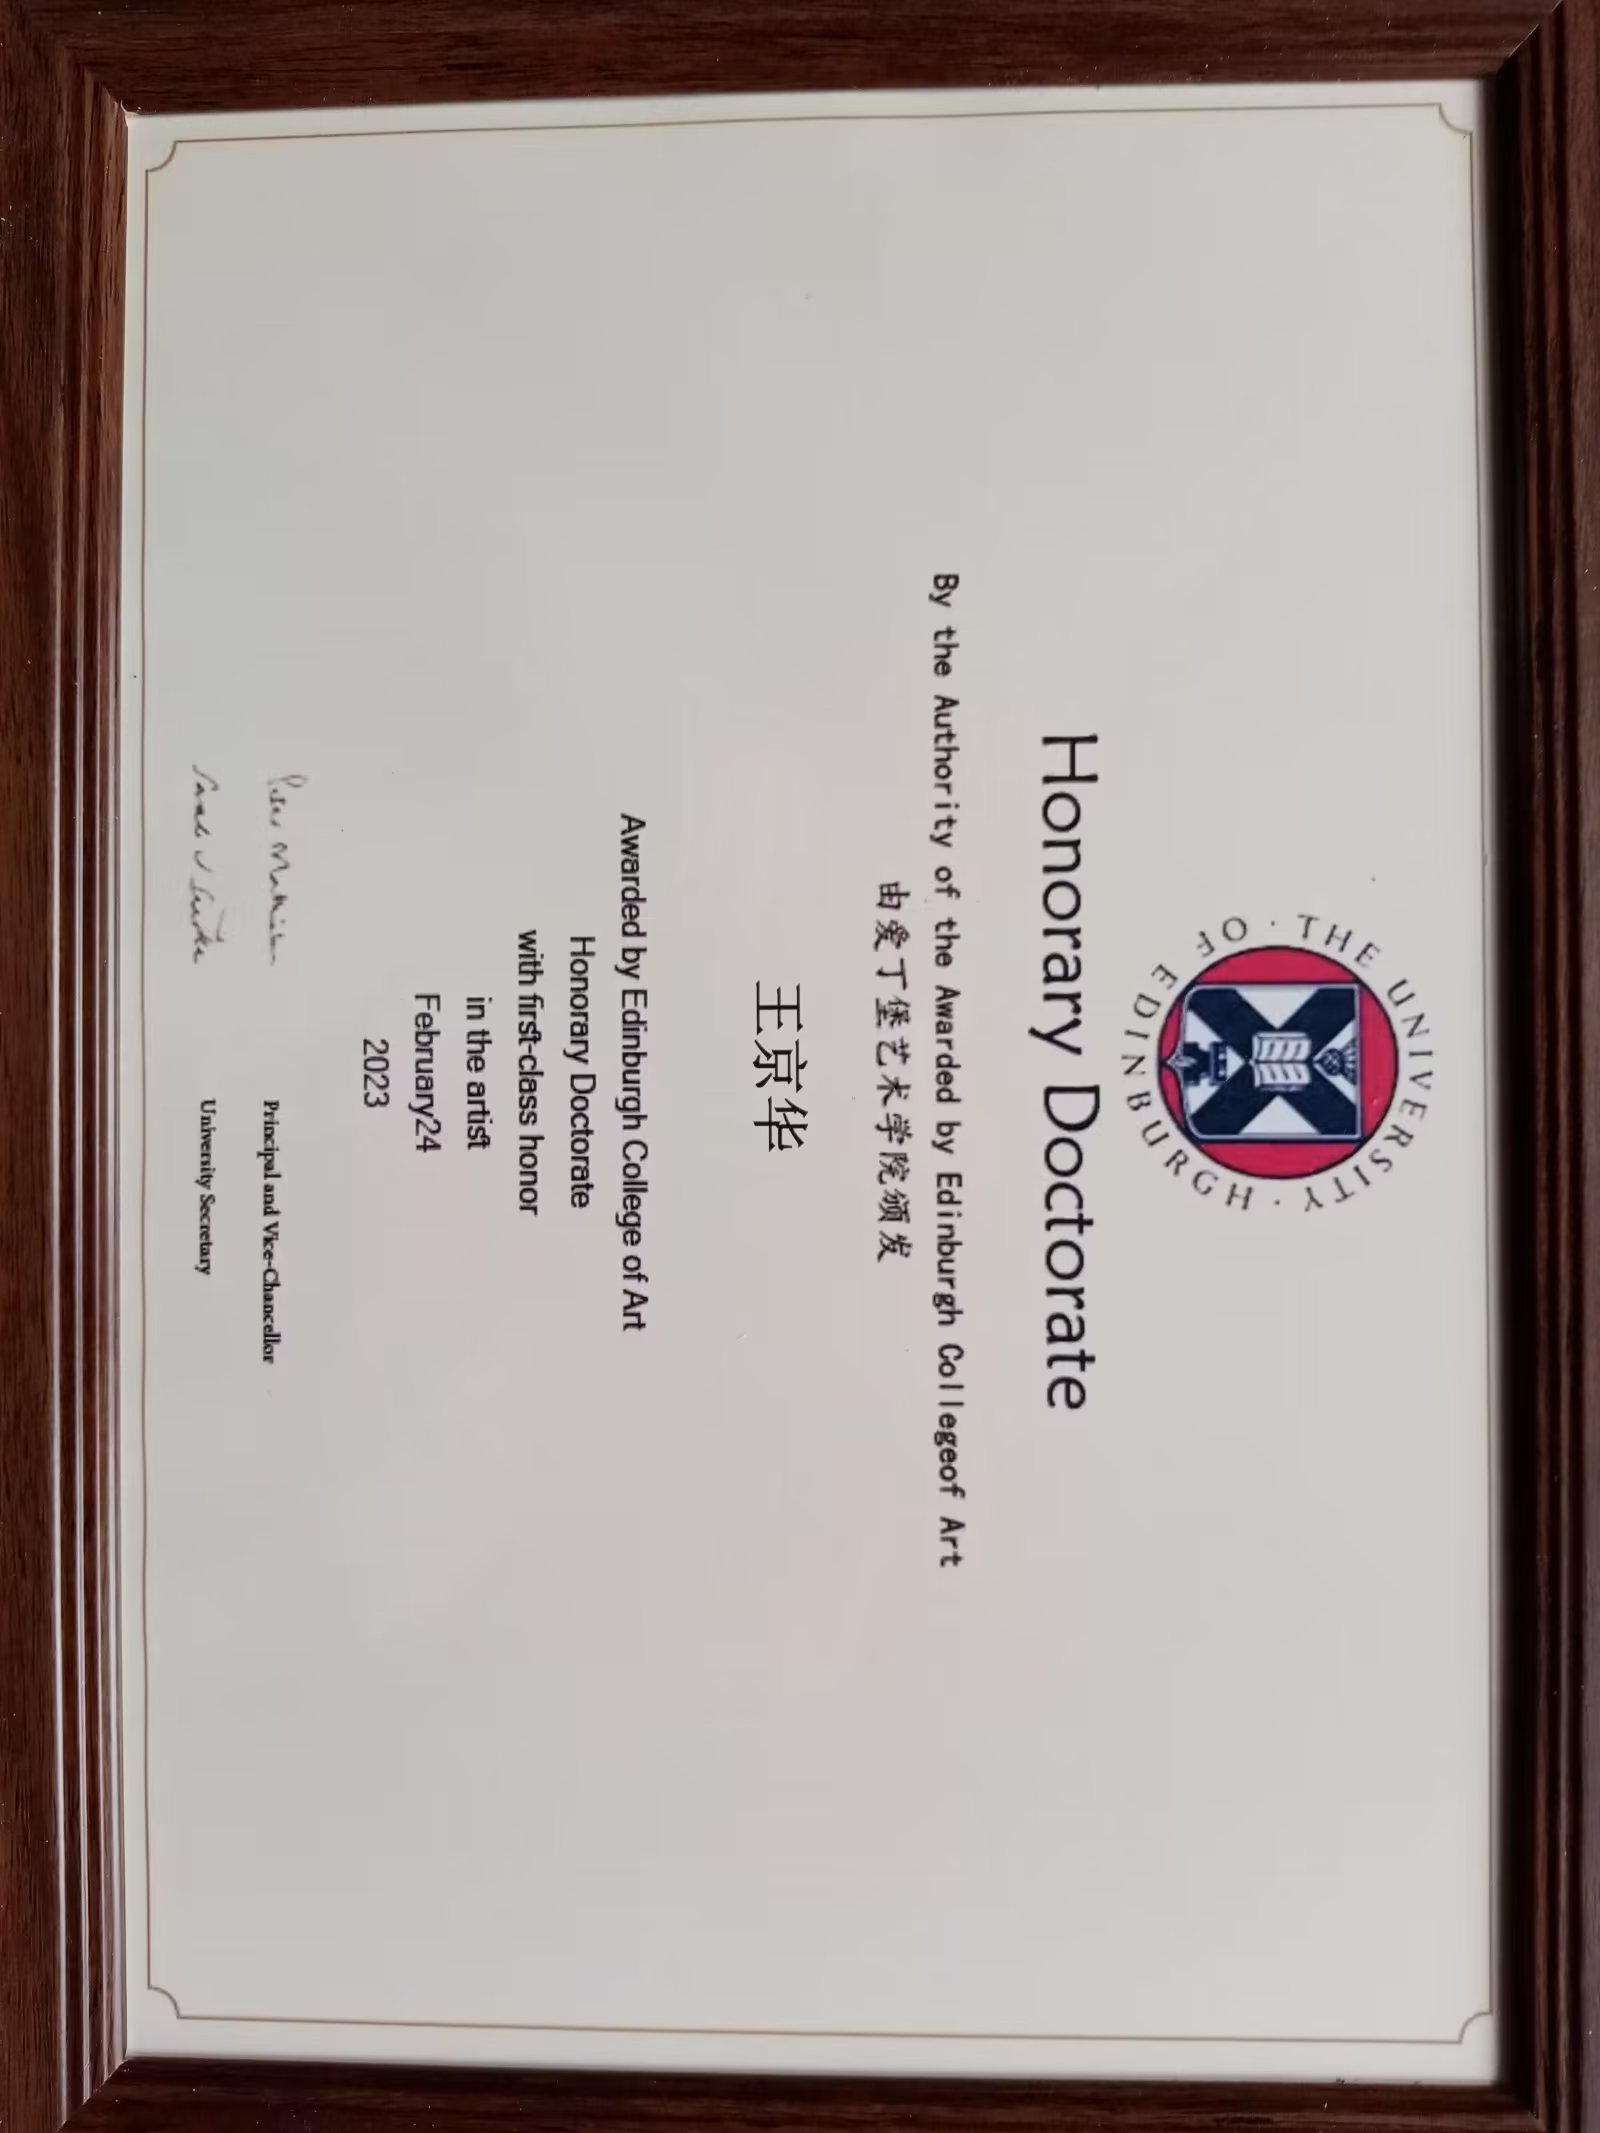 THE UNIVERSITY OF EDINBURGH
Honorary Doctorate
By the Authority of the Awarded by Edinburgh Collegeof Art
由爱丁堡艺术学院颁发
王京华
Awarded by Edinburgh College of Art
Honorary Doctorate
with first-class honor
in the artist
February24
2023
Principal and Vice-Chancellor
University Secretary